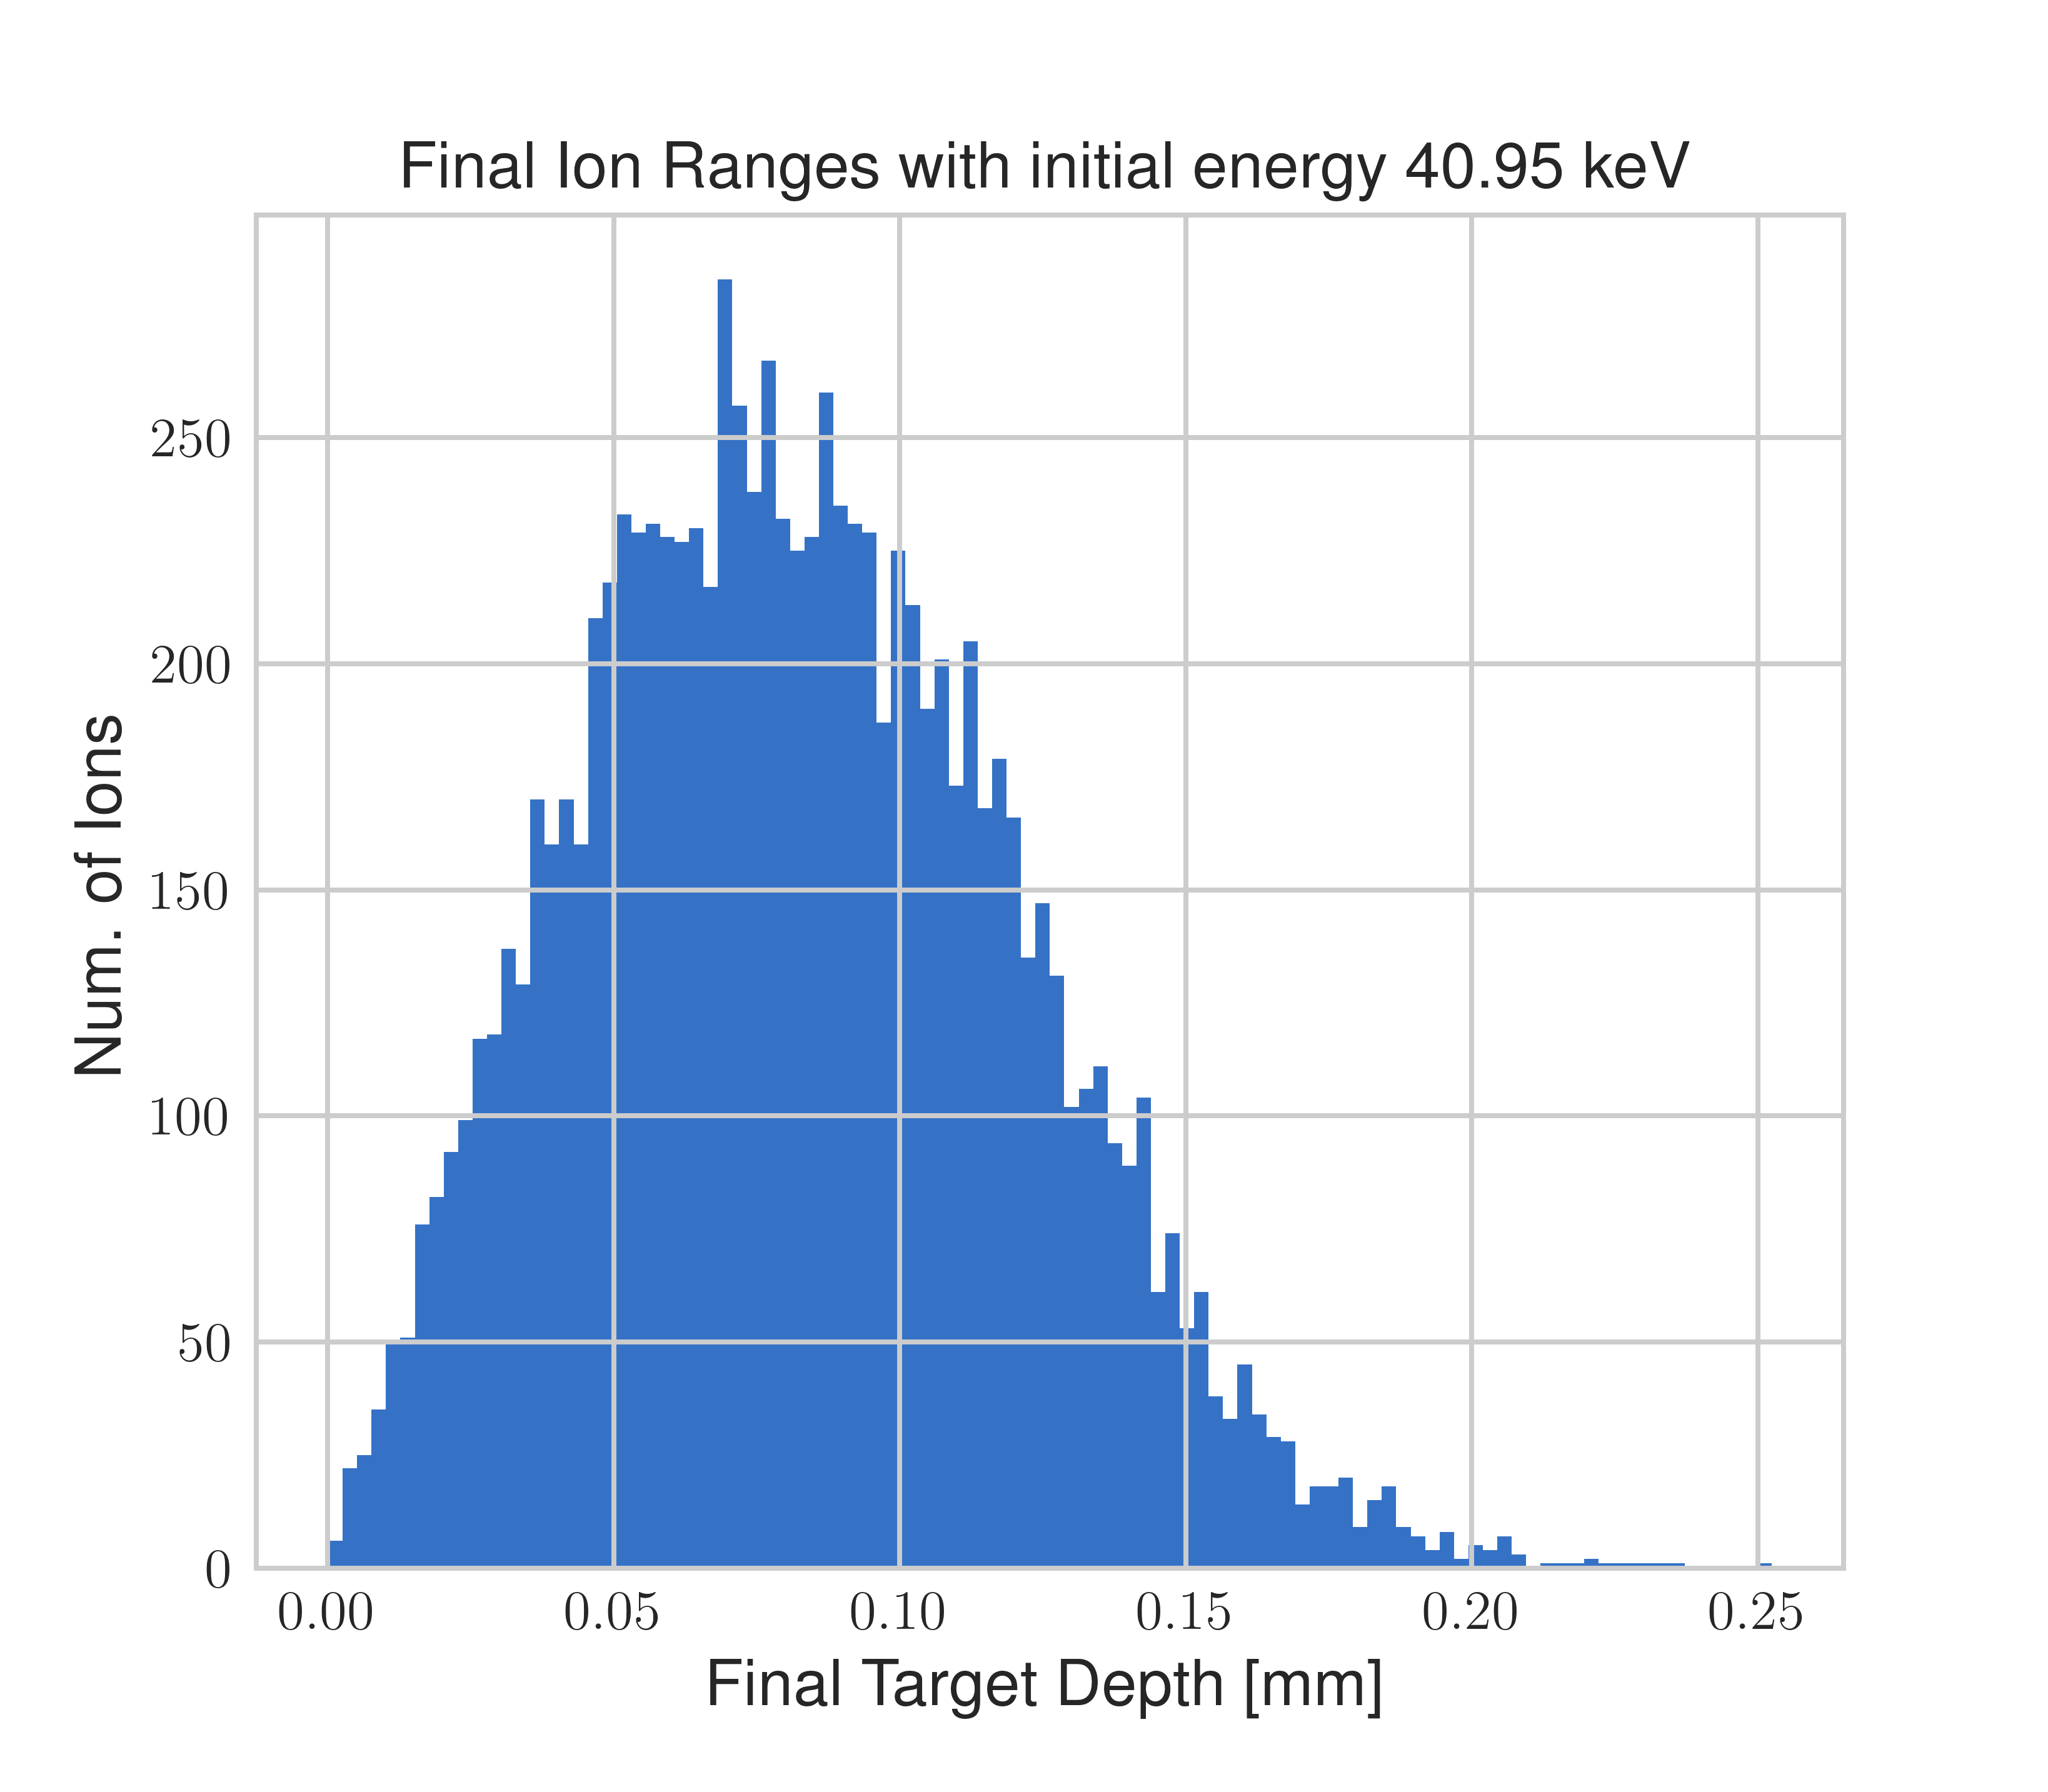 Final Ion Ranges with initial energy 40.95 keV
Num. of Ions
250
200
150
100
50
0
0.00 0.05 0.10 0.15 0.20 0.25
Final Target Depth [mm]